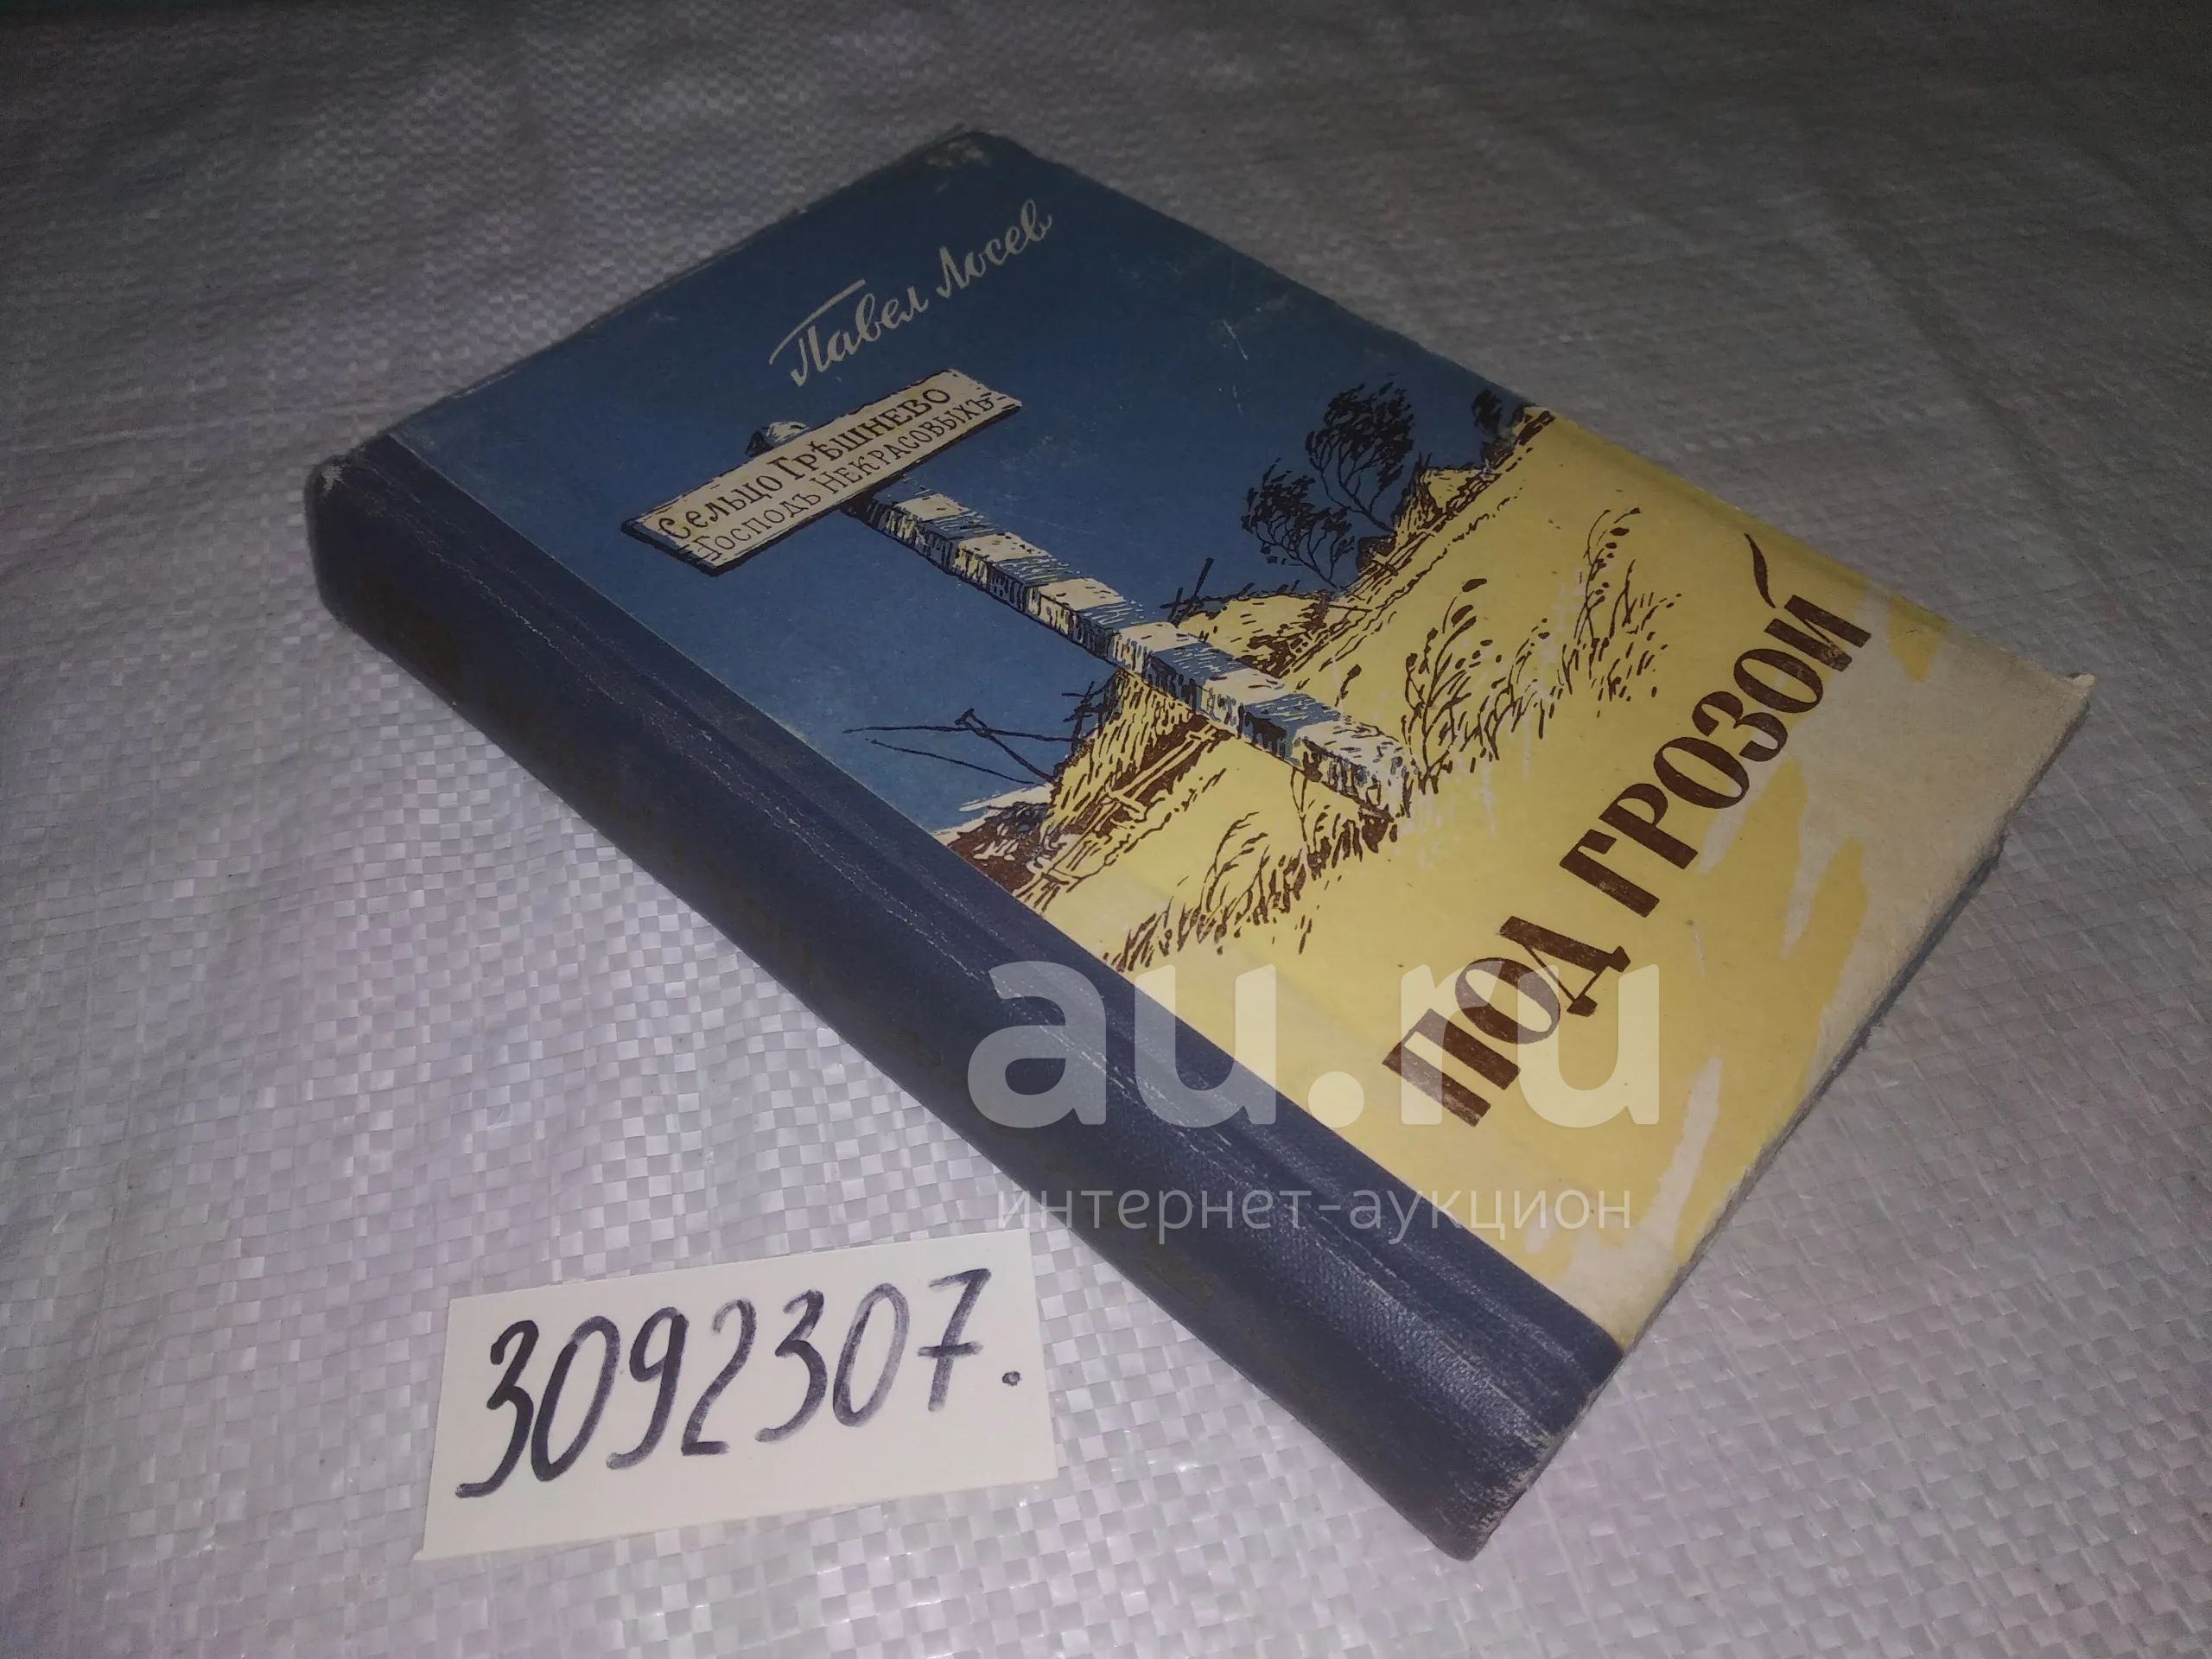 Павел Лосев
Сельцо Грѣшнево
Господъ Некрасовыхъ
ПОД ГРОЗОЙ
au.ru
интернет-аукцион
3092307.